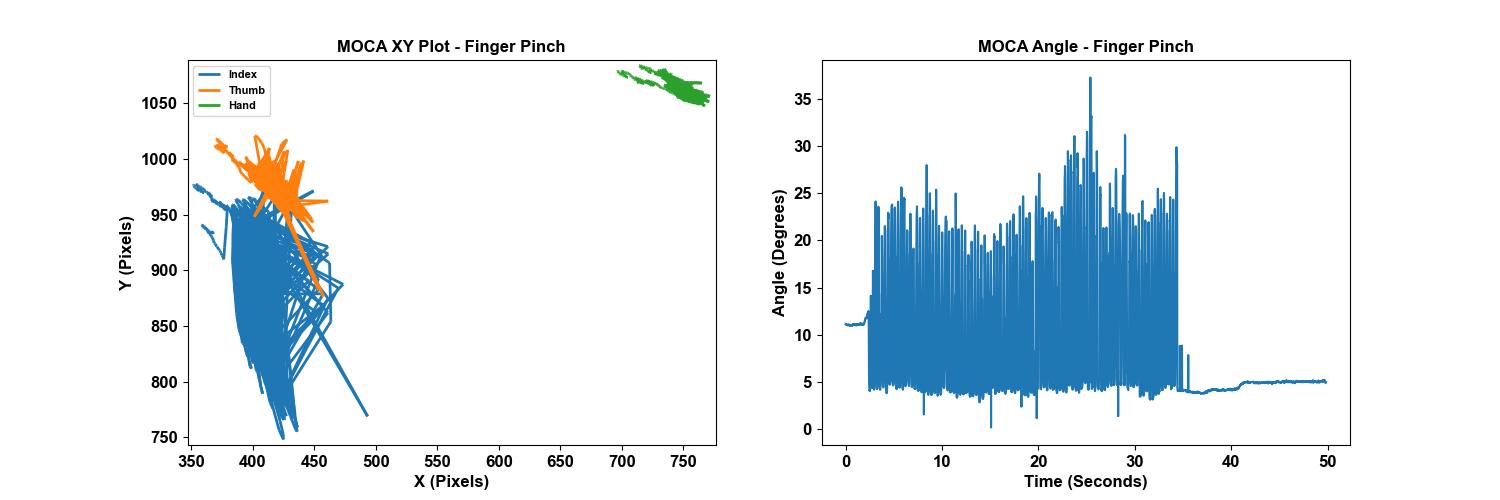 MOCA XY Plot - Finger Pinch
Index
Thumb
Hand
1050
1000
950
900
850
800
750
350 400 450 500 550 600 650 700 750
X (Pixels)
Y (Pixels)
MOCA Angle - Finger Pinch
35
30
25
20
15
10
5
0
0 10 20 30 40 50
Time (Seconds)
Angle (Degrees)